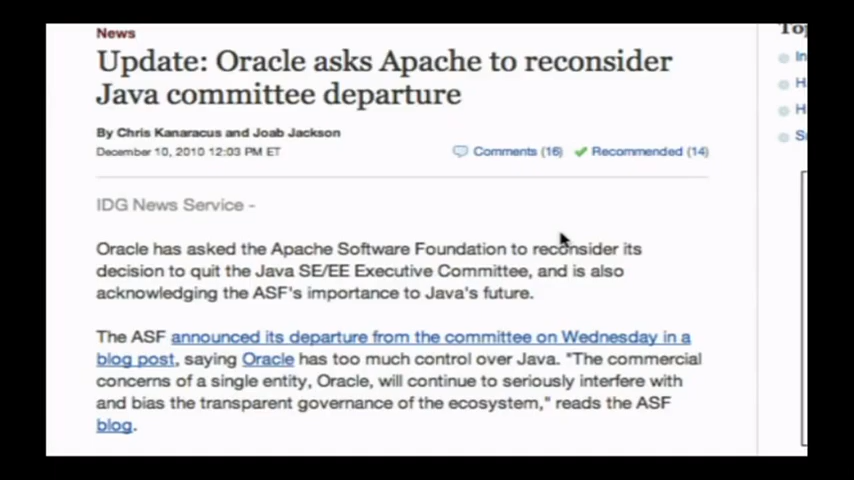 News
Update: Oracle asks Apache to reconsider
Java committee departure
By Chris Kanaracus and Joab Jackson
December 10, 2010 12:03 PM ET
Comments (16) Recommended (14)
IDG News Service -
Oracle has asked the Apache Software Foundation to reconsider its
decision to quit the Java SE/EE Executive Committee, and is also
acknowledging the ASF's importance to Java's future.
The ASF announced its departure from the committee on Wednesday in a
blog post, saying Oracle has too much control over Java. "The commercial
concerns of a single entity, Oracle, will continue to seriously interfere with
and bias the transparent governance of the ecosystem," reads the ASF
blog.